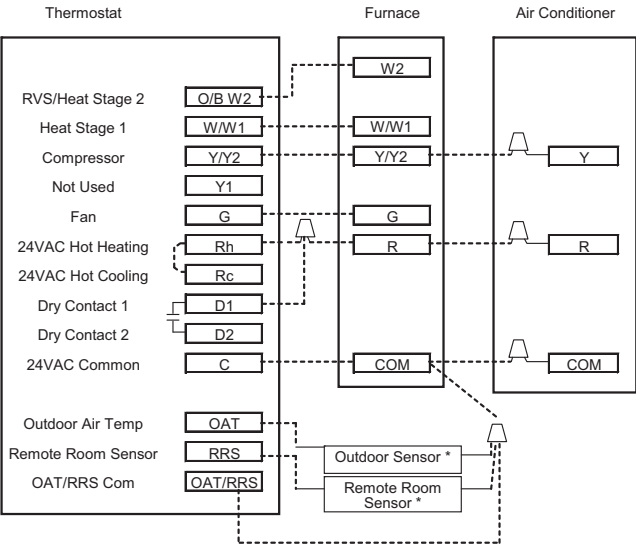 Thermostat Furnace Air Conditioner
W2
RVS/Heat Stage 2 O/B W2
Heat Stage 1 W/W1 W/W1
Compressor Y/Y2 Y/Y2 Y
Not Used Y1
Fan G G
24VAC Hot Heating Rh R R
24VAC Hot Cooling Rc
Dry Contact 1 D1
Dry Contact 2 D2
24VAC Common C COM COM
Outdoor Air Temp OAT
Remote Room Sensor RRS Outdoor Sensor *
OAT/RRS Com OAT/RRS Remote Room
Sensor *